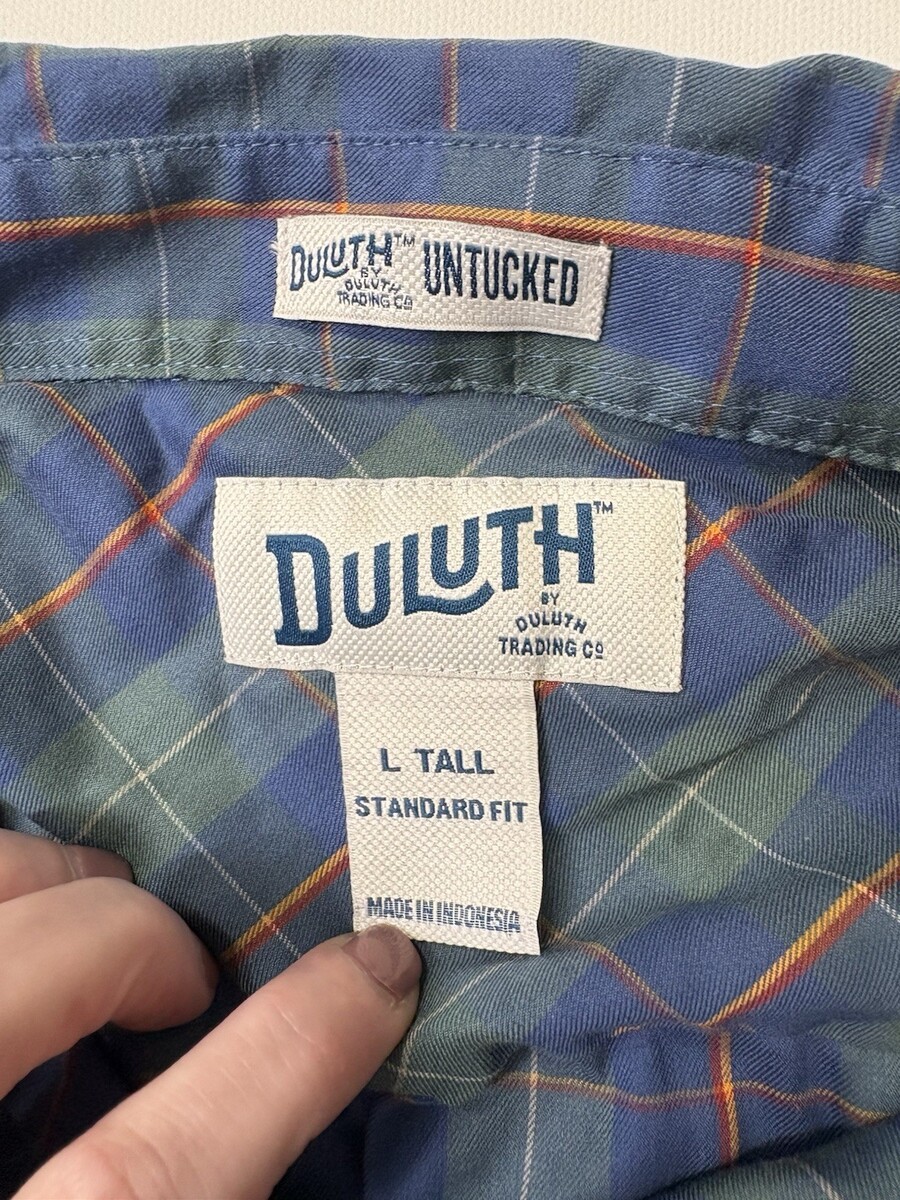 DULUTH™ UNTUCKED
BY
DULUTH
TRADING Cº
DULUTH™
BY
DULUTH
TRADING Cº
L TALL
STANDARD FIT
MADE IN INDONESIA